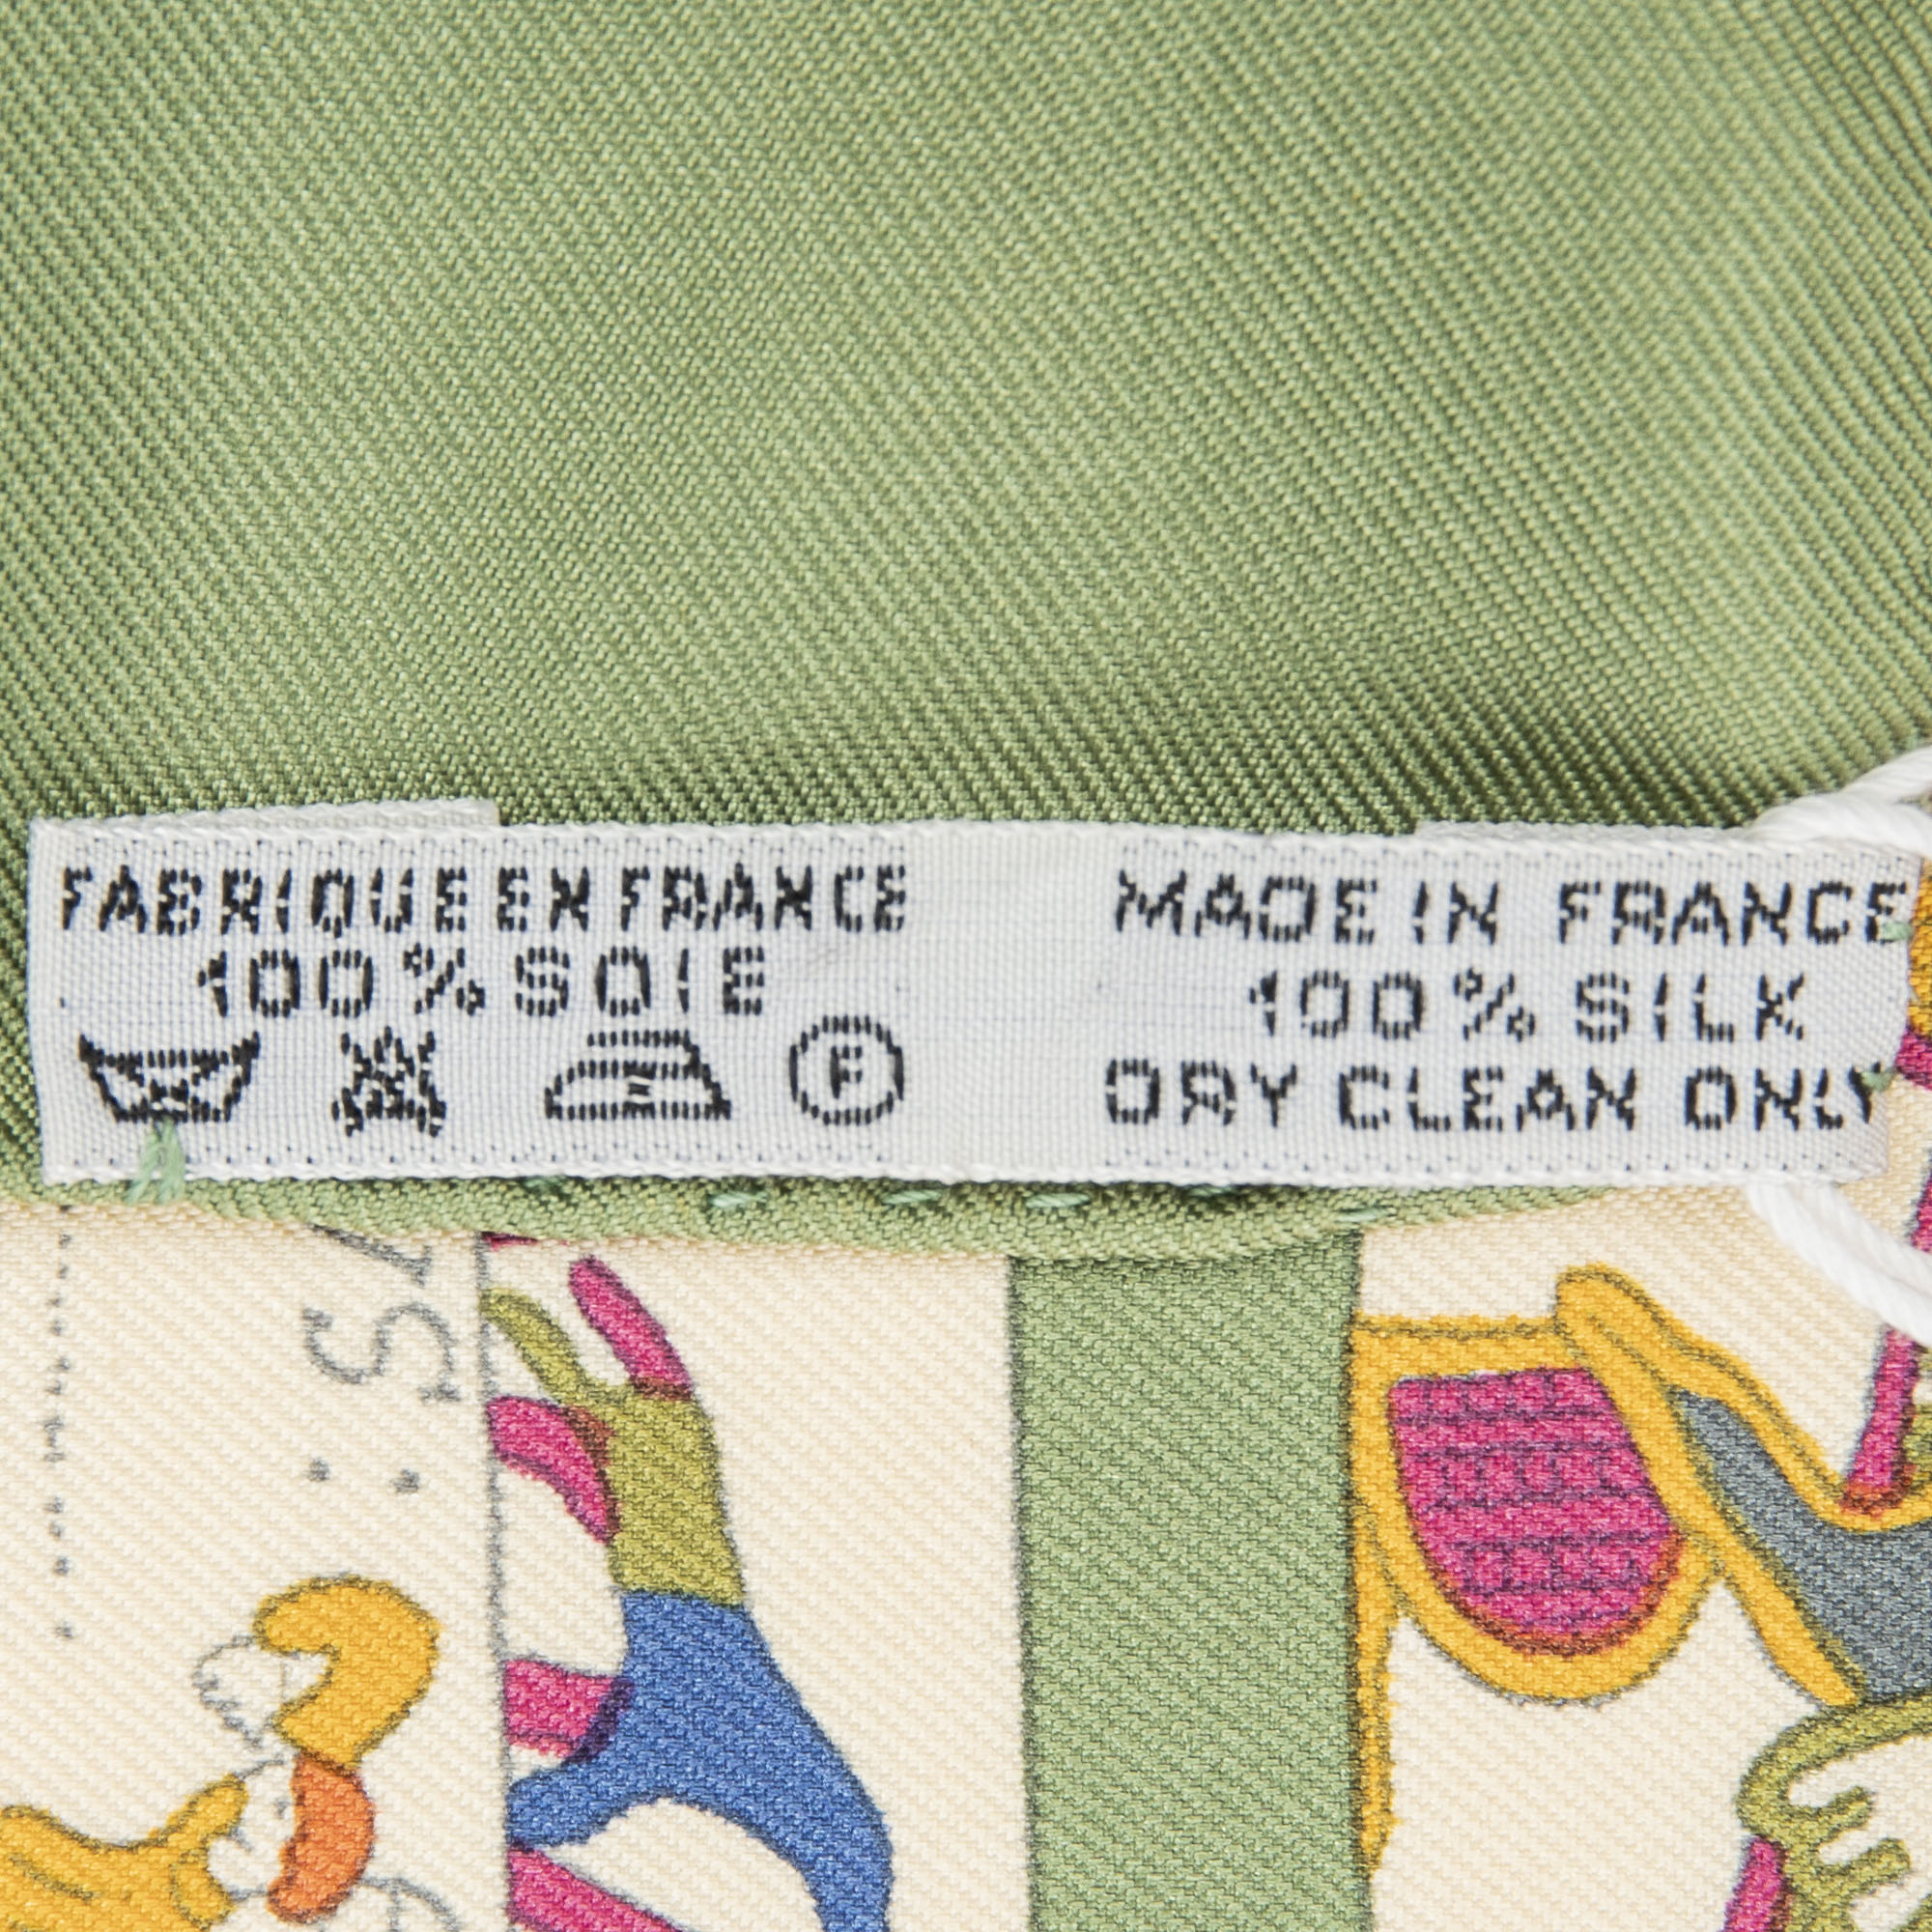 FABRIQUE EN FRANCE
100 % SOIE
F
MADE IN FRANCE
100 % SILK
DRY CLEAN ONLY